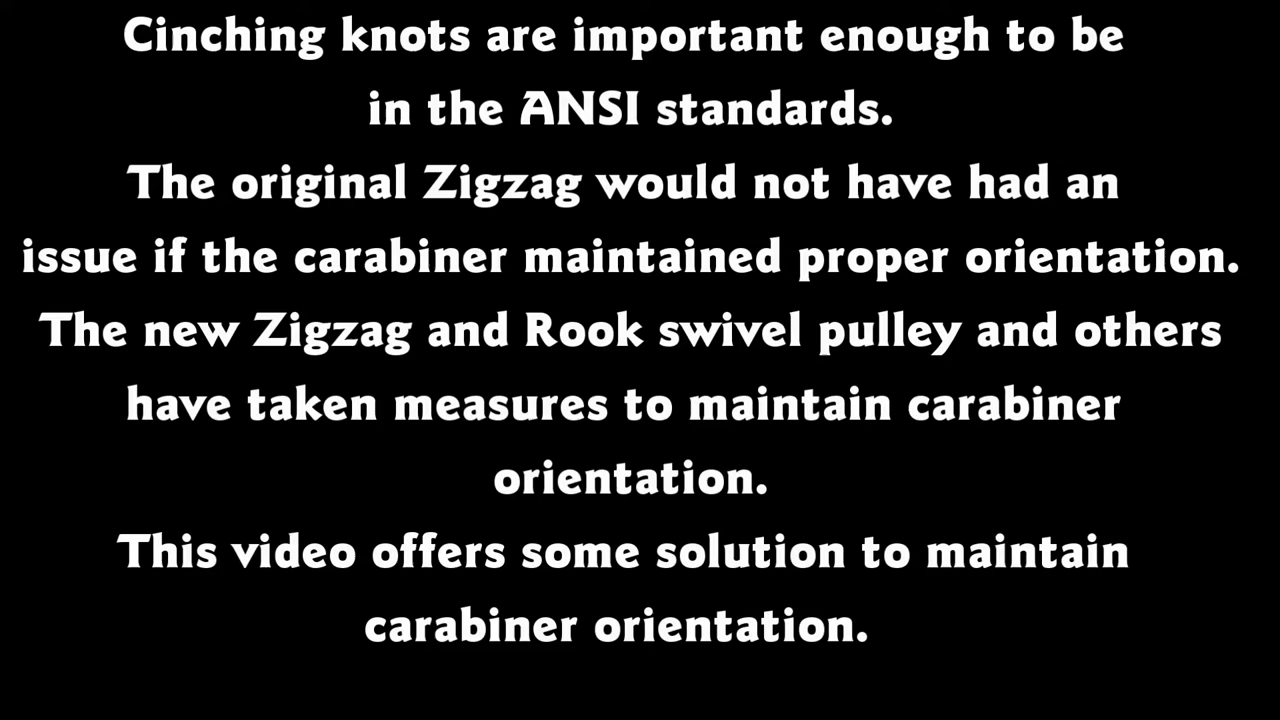 Cinching knots are important enough to be
in the ANSI standards.
The original Zigzag would not have had an
issue if the carabiner maintained proper orientation.
The new Zigzag and Rook swivel pulley and others
have taken measures to maintain carabiner
orientation.
This video offers some solution to maintain
carabiner orientation.